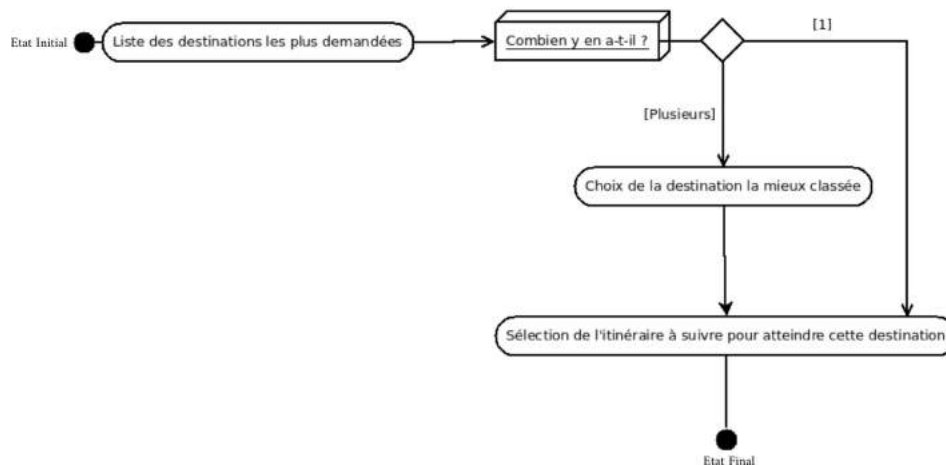 Etat Initial
Liste des destinations les plus demandées
Combien y en a-t-il ?
[1]
[Plusieurs]
Choix de la destination la mieux classée
Sélection de l'itinéraire à suivre pour atteindre cette destination
Etat Final